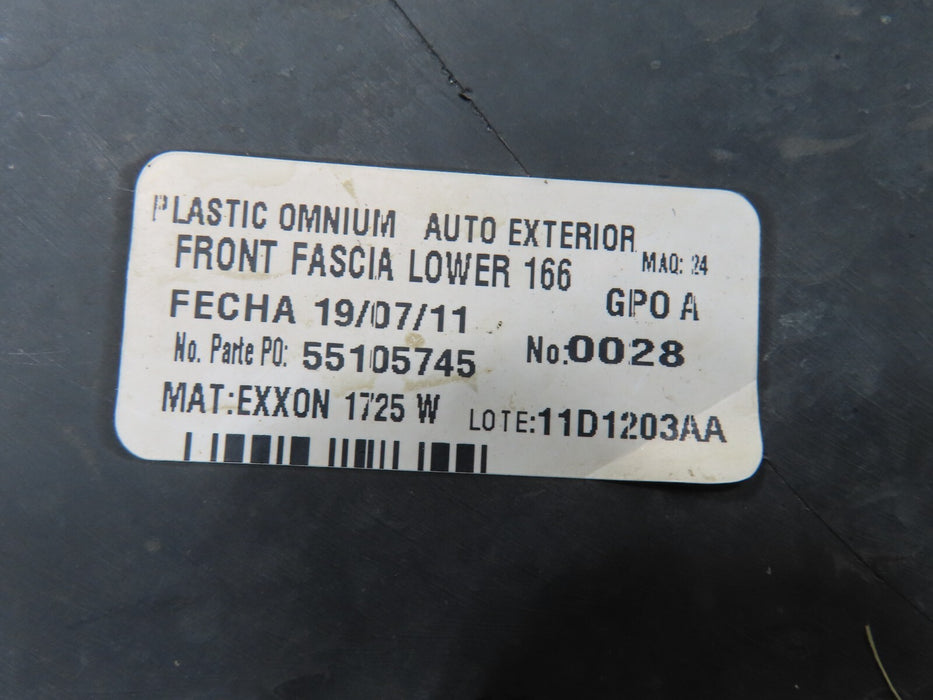 PLASTIC OMNIUM AUTO EXTERIOR
FRONT FASCIA LOWER 166 MAQ: 24
FECHA 19/07/11 GPO A
No. Parte PO: 55105745 No:0028
MAT:EXXON 1725 W LOTE:11D1203AA